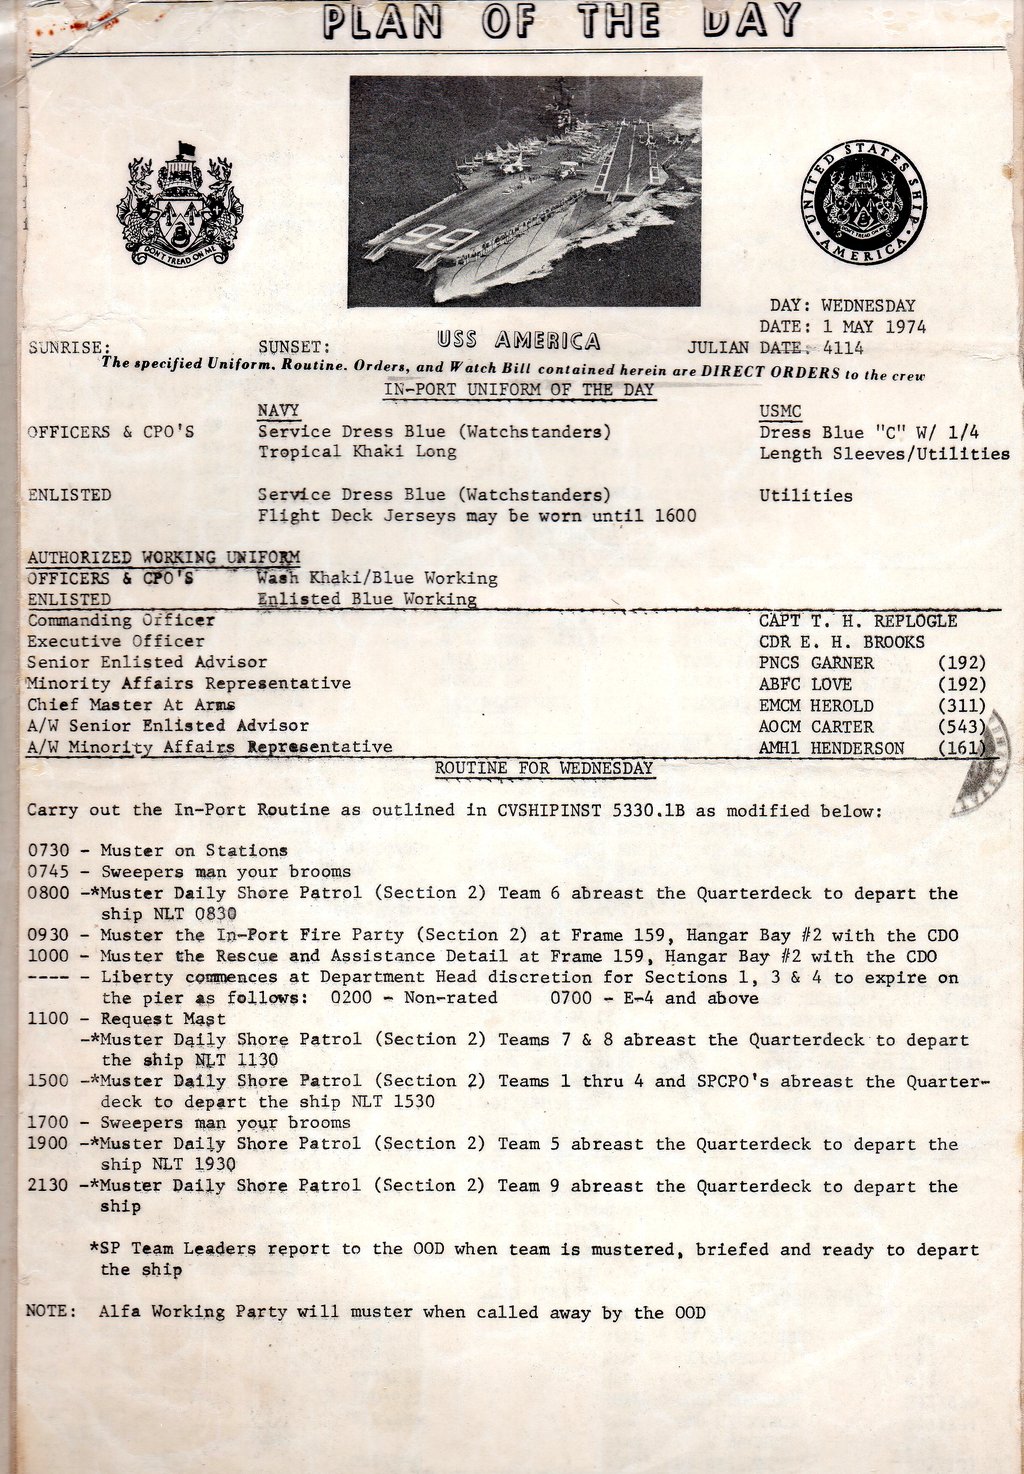 PLAN OF THE DAY
DON'T TREAD ON ME
66
UNITED STATES SHIP
AMERICA
DAY: WEDNESDAY
DATE: 1 MAY 1974
USS AMERICA
SUNRISE: SUNSET: JULIAN DATE: 4114
The specified Uniform. Routine. Orders, and Watch Bill contained herein are DIRECT ORDERS to the crew
IN-PORT UNIFORM OF THE DAY
NAVY USMC
OFFICERS & CPO'S Service Dress Blue (Watchstanders) Dress Blue "C" W/ 1/4
Tropical Khaki Long Length Sleeves/Utilities
ENLISTED Service Dress Blue (Watchstanders) Utilities
Flight Deck Jerseys may be worn until 1600
AUTHORIZED WORKING UNIFORM
OFFICERS & CPO'S Wash Khaki/Blue Working
ENLISTED Enlisted Blue Working
Commanding Officer CAPT T. H. REPLOGLE
Executive Officer CDR E. H. BROOKS
Senior Enlisted Advisor PNCS GARNER (192)
Minority Affairs Representative ABFC LOVE (192)
Chief Master At Arms EMCM HEROLD (311)
A/W Senior Enlisted Advisor AOCM CARTER (543)
A/W Minority Affairs Representative AMH1 HENDERSON (161)
ROUTINE FOR WEDNESDAY
Carry out the In-Port Routine as outlined in CVSHIPINST 5330.1B as modified below:
0730 - Muster on Stations
0745 - Sweepers man your brooms
0800 -*Muster Daily Shore Patrol (Section 2) Team 6 abreast the Quarterdeck to depart the
ship NLT 0830
0930 - Muster the In-Port Fire Party (Section 2) at Frame 159, Hangar Bay #2 with the CDO
1000 - Muster the Rescue and Assistance Detail at Frame 159, Hangar Bay #2 with the CDO
---- - Liberty commences at Department Head discretion for Sections 1, 3 & 4 to expire on
the pier as follows: 0200 - Non-rated 0700 - E-4 and above
1100 - Request Mast
-*Muster Daily Shore Patrol (Section 2) Teams 7 & 8 abreast the Quarterdeck to depart
the ship NLT 1130
1500 -*Muster Daily Shore Patrol (Section 2) Teams 1 thru 4 and SPCPO's abreast the Quarter-
deck to depart the ship NLT 1530
1700 - Sweepers man your brooms
1900 -*Muster Daily Shore Patrol (Section 2) Team 5 abreast the Quarterdeck to depart the
ship NLT 1930
2130 -*Muster Daily Shore Patrol (Section 2) Team 9 abreast the Quarterdeck to depart the
ship
*SP Team Leaders report to the OOD when team is mustered, briefed and ready to depart
the ship
NOTE: Alfa Working Party will muster when called away by the OOD